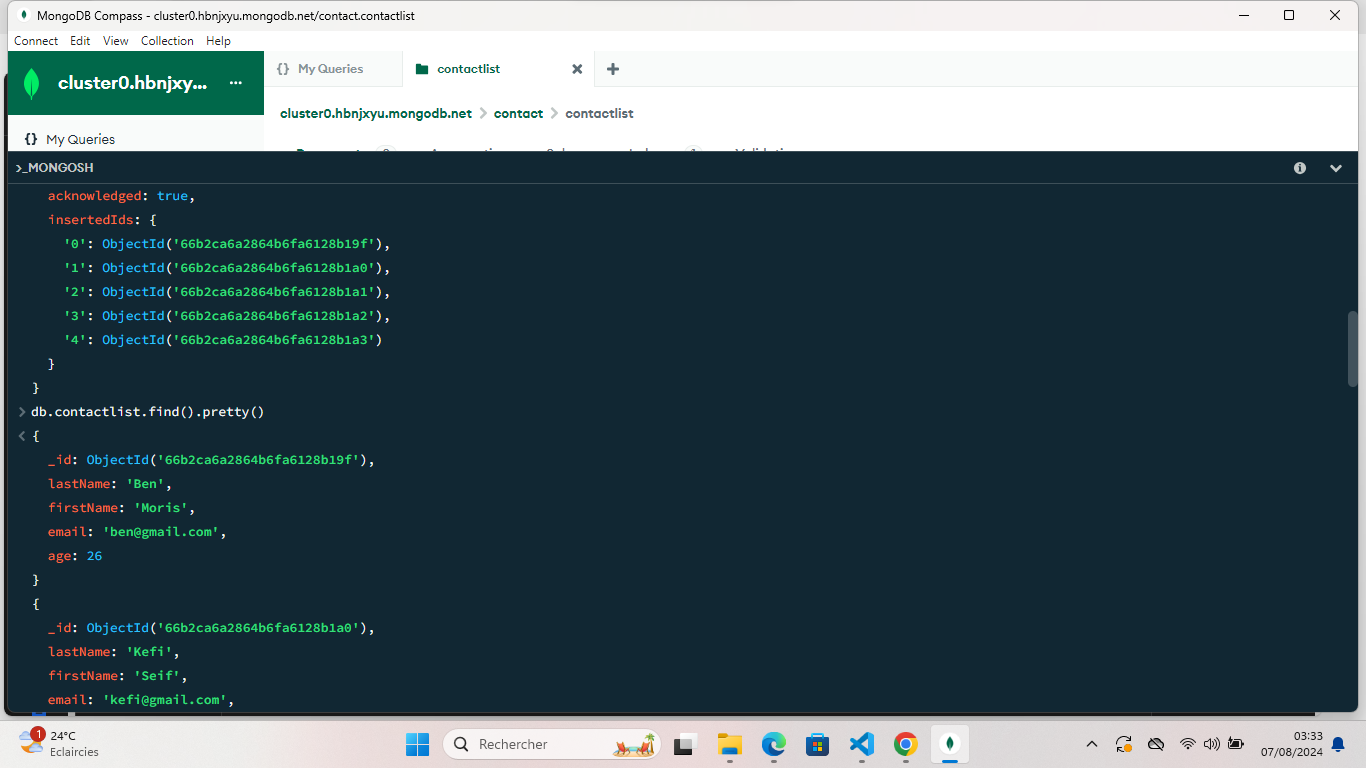 MongoDB Compass - cluster0.hbnjxyu.mongodb.net/contact.contactlist
Connect Edit View Collection Help
cluster0.hbnjxy... ...
{} My Queries
contactlist
cluster0.hbnjxyu.mongodb.net > contact > contactlist
{} My Queries
>_MONGOSH
acknowledged: true,
insertedIds: {
'0': ObjectId('66b2ca6a2864b6fa6128b19f'),
'1': ObjectId('66b2ca6a2864b6fa6128b1a0'),
'2': ObjectId('66b2ca6a2864b6fa6128b1a1'),
'3': ObjectId('66b2ca6a2864b6fa6128b1a2'),
'4': ObjectId('66b2ca6a2864b6fa6128b1a3')
}
}
> db.contactlist.find().pretty()
< {
_id: ObjectId('66b2ca6a2864b6fa6128b19f'),
lastName: 'Ben',
firstName: 'Moris',
email: 'ben@gmail.com',
age: 26
}
{
_id: ObjectId('66b2ca6a2864b6fa6128b1a0'),
lastName: 'Kefi',
firstName: 'Seif',
email: 'kefi@gmail.com',
1
24°C
Eclaircies
Rechercher
03:33
07/08/2024